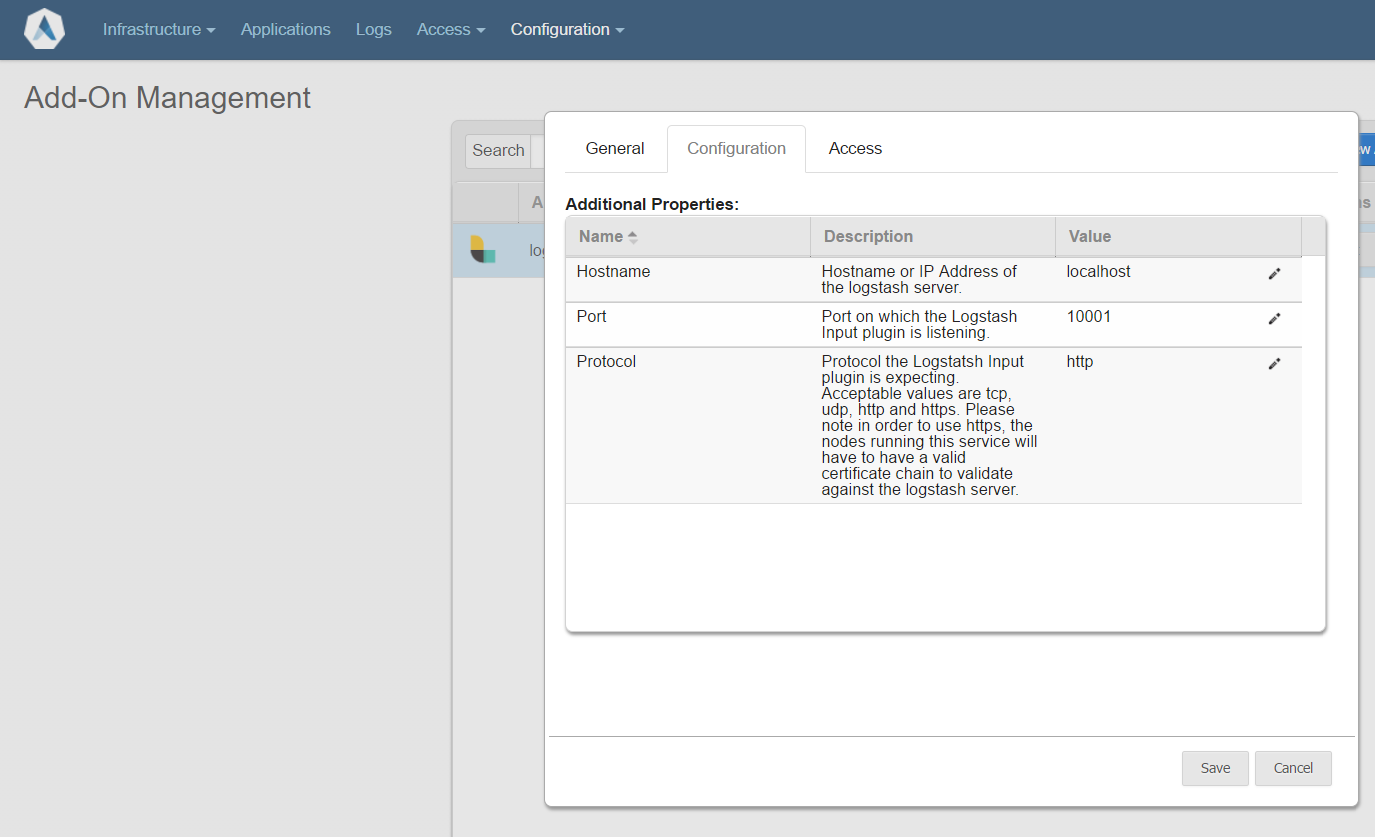 Infrastructure Applications Logs Access Configuration
Add-On Management
Search
General Configuration Access
Additional Properties:
Name Description Value
Hostname Hostname or IP Address of localhost
the logstash server.
Port Port on which the Logstash 10001
Input plugin is listening.
Protocol Protocol the Logstatsh Input http
plugin is expecting.
Acceptable values are tcp,
udp, http and https. Please
note in order to use https, the
nodes running this service will
have to have a valid
certificate chain to validate
against the logstash server.
Save Cancel